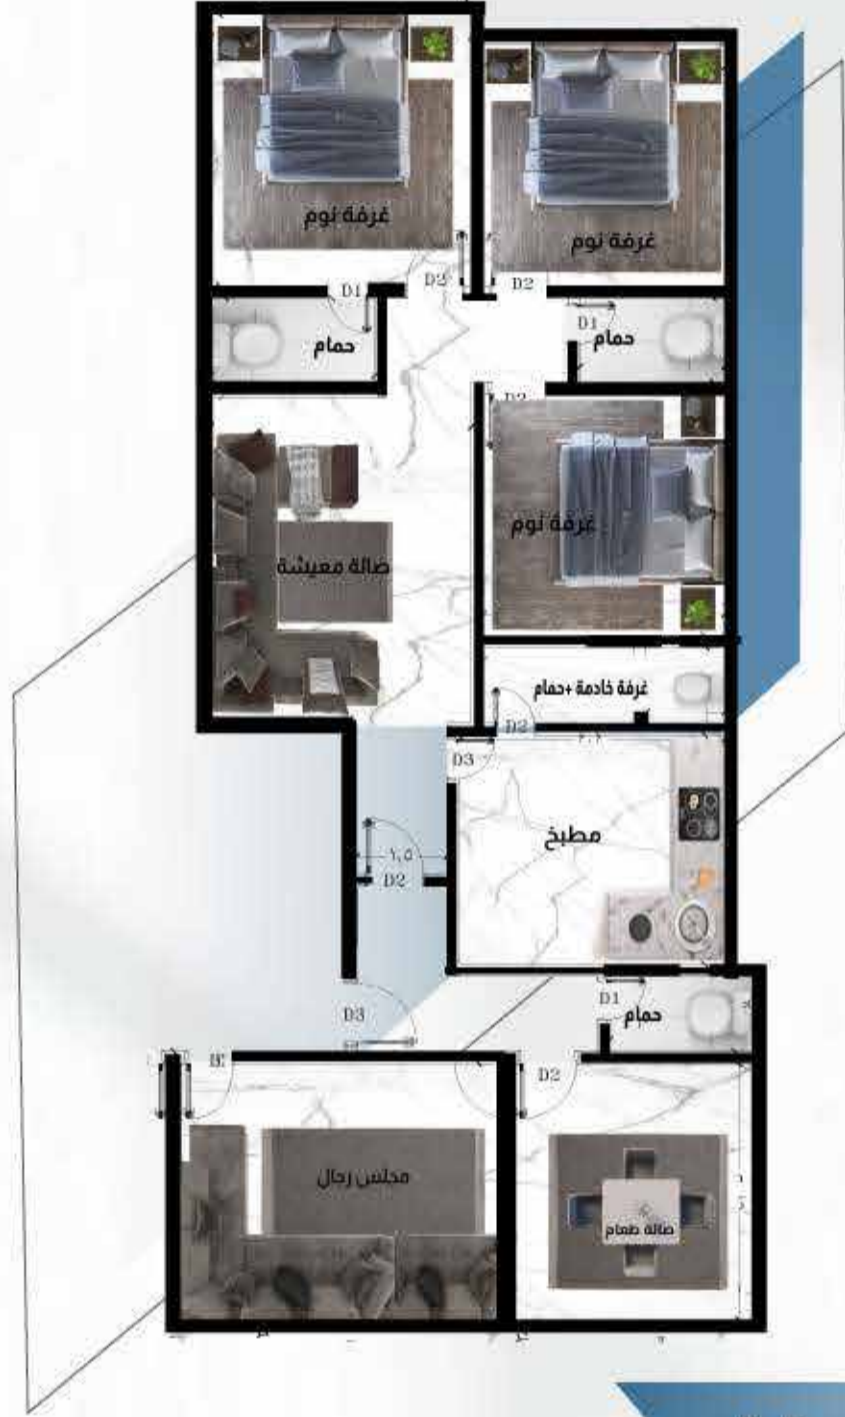 غرفة نوم
غرفة نوم
D2
D2
D1
D1
حمام
حمام
D2
غرفة نوم
صالة معيشة
غرفة خادمة +حمام
D2
D3
مطبخ
١,٥
D2
D1
حمام
D3
D2
مجلس رجال
صالة طعام